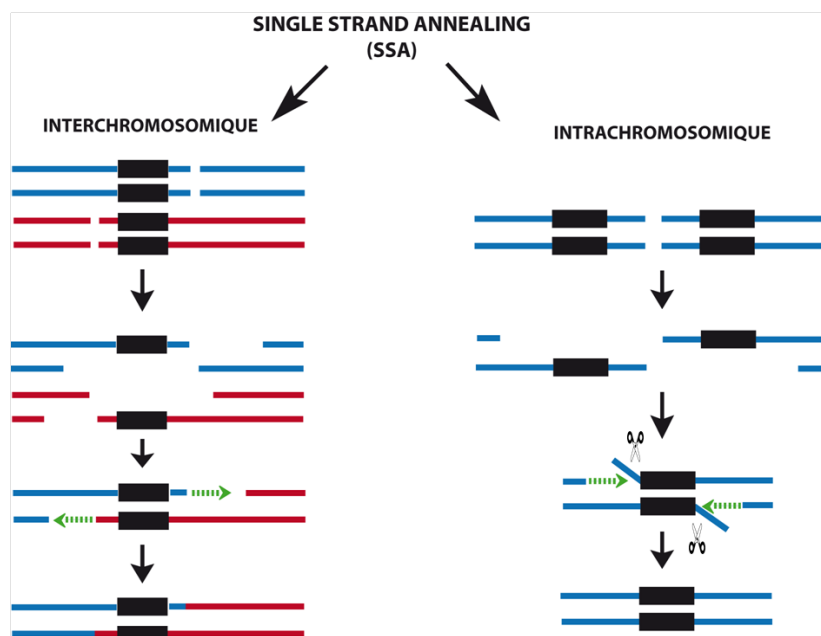 SINGLE STRAND ANNEALING
(SSA)
INTERCHROMOSOMIQUE
INTRACHROMOSOMIQUE